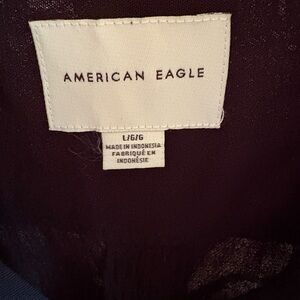 AMERICAN EAGLE
L/G/G
MADE IN INDONESIA
FABRIQUÉ EN
INDONÉSIE